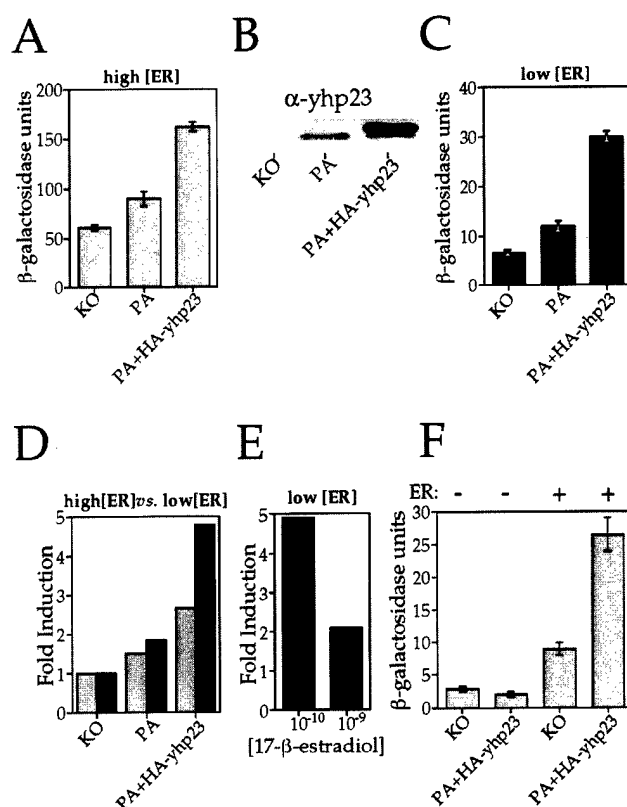 A
high [ER]
β-galactosidase units
200
150
100
50
0
KO
PA
PA+HA-yhp23
B
α-yhp23
KO
PA
PA+HA-yhp23
C
low [ER]
β-galactosidase units
40
30
20
10
0
KO
PA
PA+HA-yhp23
D
high[ER]vs. low[ER]
Fold Induction
5
4
3
2
1
0
KO
PA
PA+HA-yhp23
E
low [ER]
Fold Induction
5
4
3
2
1
0
10⁻¹⁰ 10⁻⁹
[17-β-estradiol]
F
ER: - - + +
β-galactosidase units
30
25
20
15
10
5
0
KO
PA+HA-yhp23
KO
PA+HA-yhp23